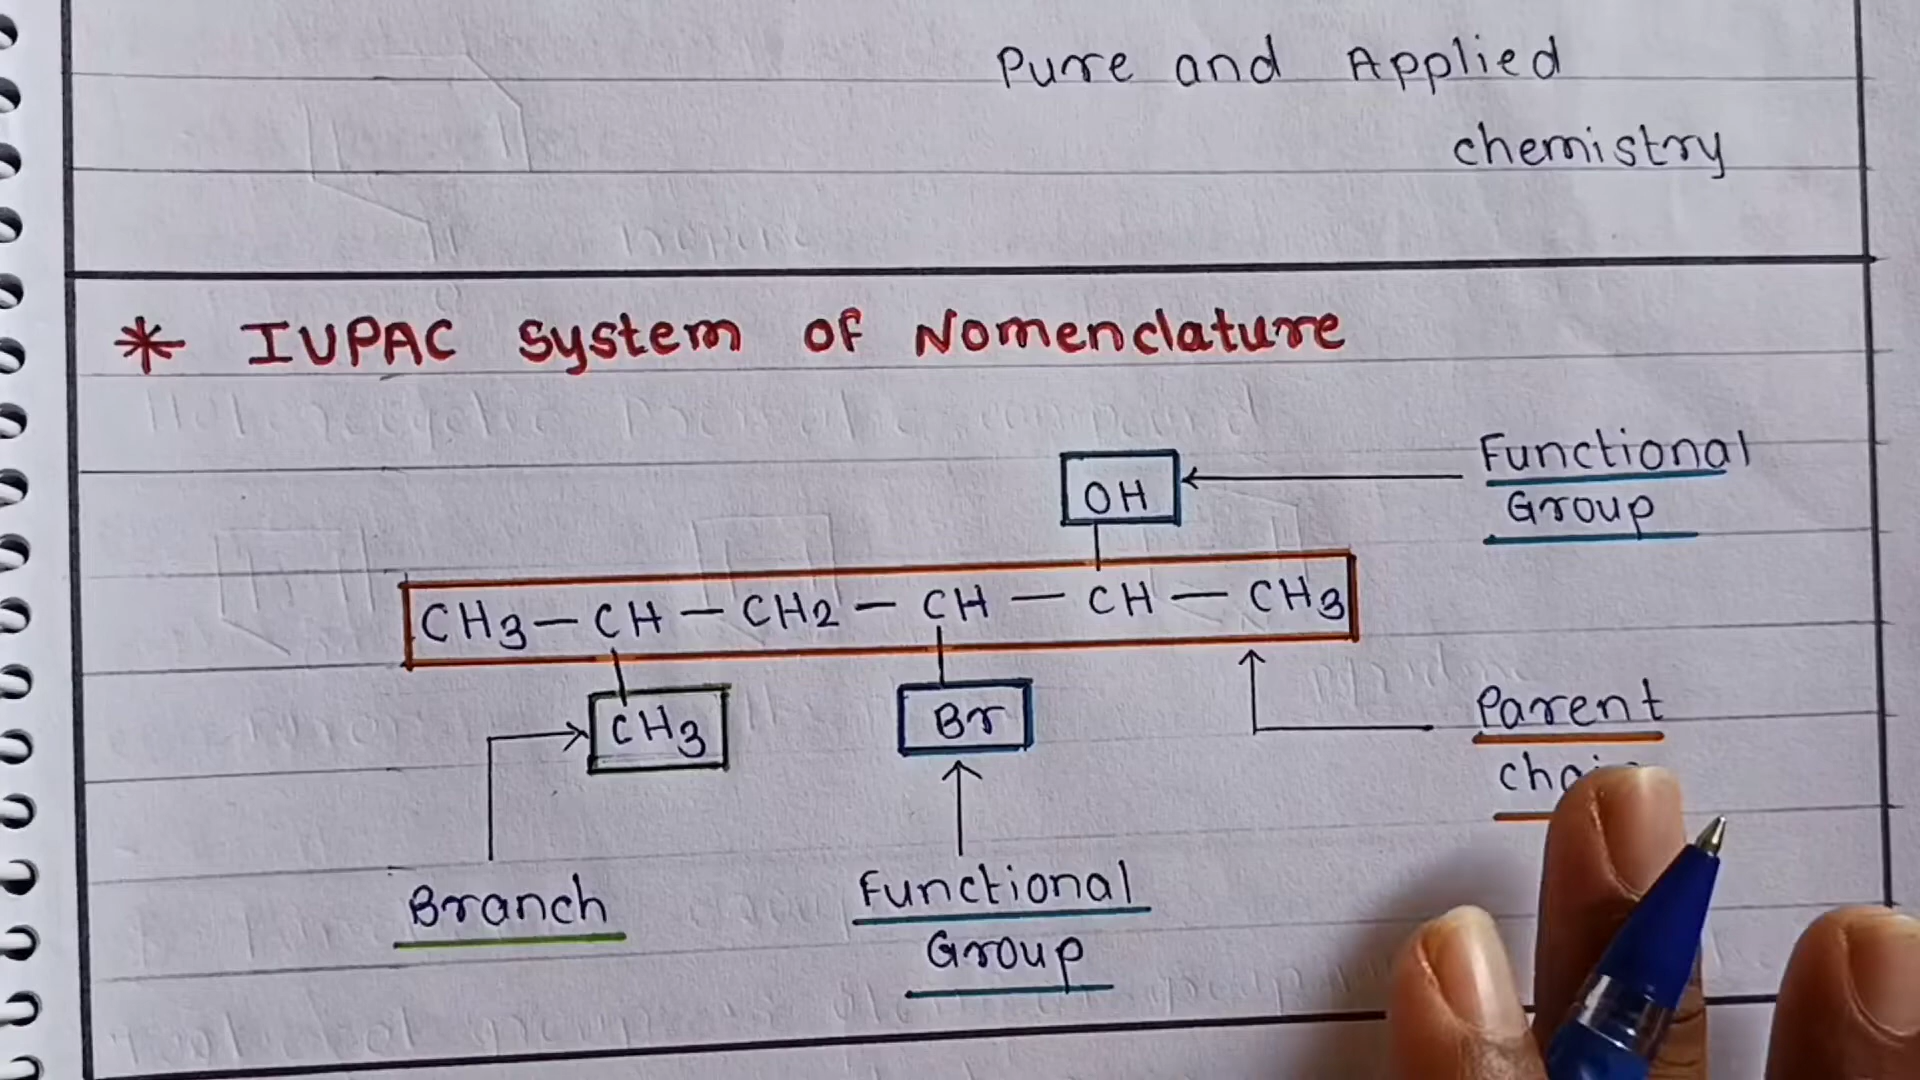 Pure and Applied
chemistry
* IUPAC system of Nomenclature
OH
Functional
Group
CH3 — CH — CH2 — CH — CH — CH3
CH3
Br
Parent
Branch
Functional
Group